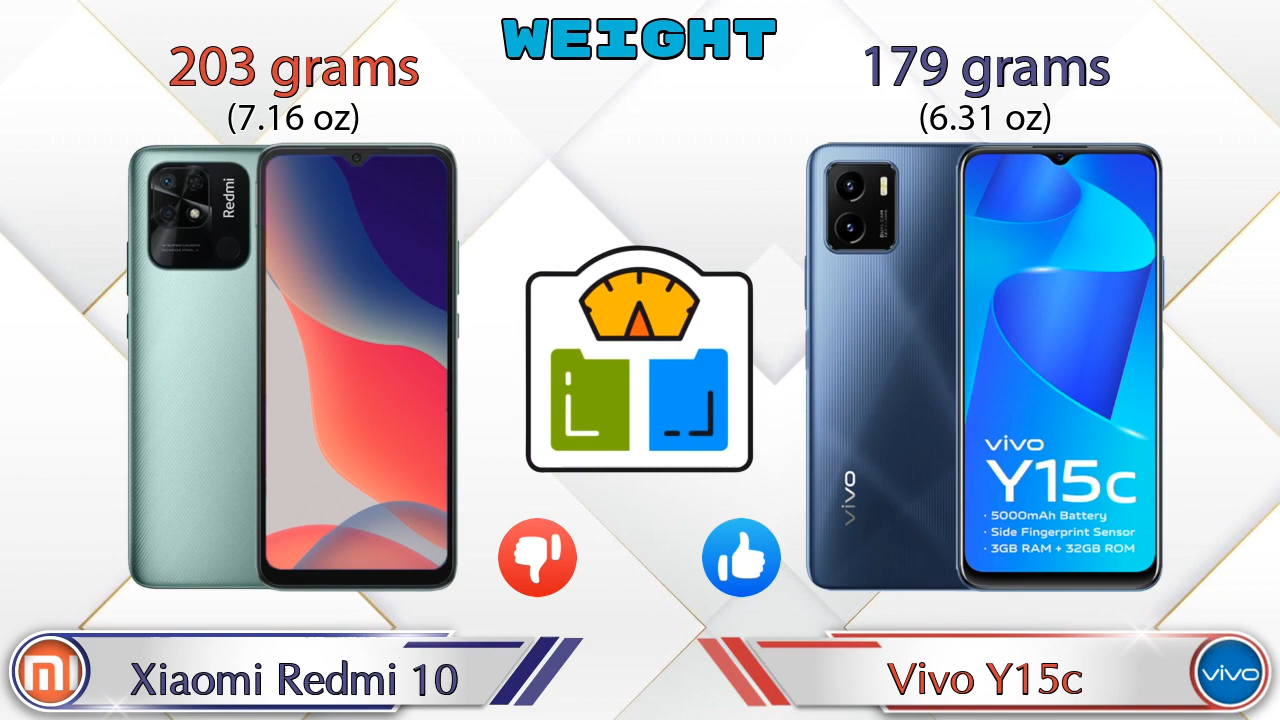 WEIGHT
203 grams
(7.16 oz)
179 grams
(6.31 oz)
Redmi
vivo
vivo
Y15c
· 5000mAh Battery
· Side Fingerprint Sensor
· 3GB RAM + 32GB ROM
Xiaomi Redmi 10
Vivo Y15c
vivo